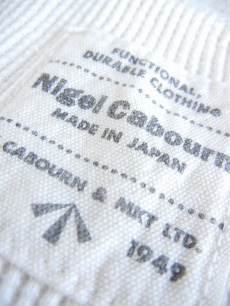 FUNCTIONAL,
DURABLE CLOTHING
Nigel Cabourn
MADE IN JAPAN
CABOURN & MKT LTD.
1949